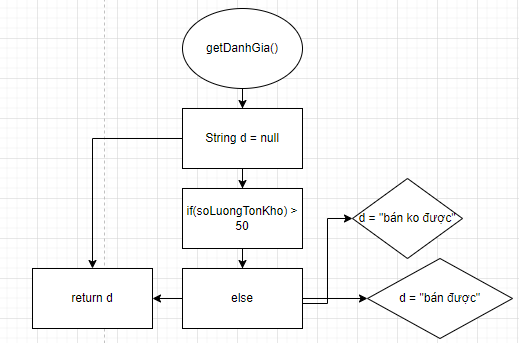 getDanhGia()
String d = null
if(soLuongTonKho) >
50
d = "bán ko được"
return d
else
d = "bán được"